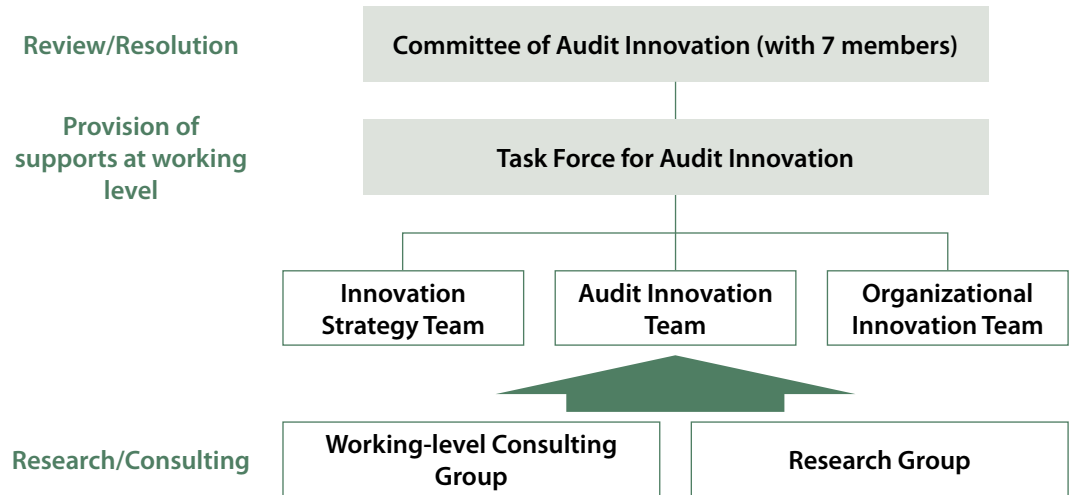 Review/Resolution
Committee of Audit Innovation (with 7 members)
Provision of
supports at working
level
Task Force for Audit Innovation
Innovation
Strategy Team
Audit Innovation
Team
Organizational
Innovation Team
Research/Consulting
Working-level Consulting
Group
Research Group